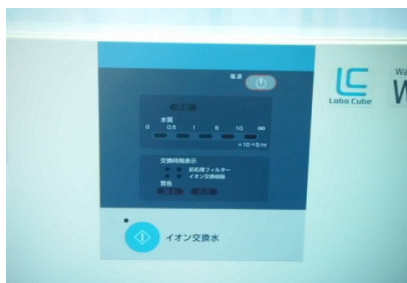 電源
Labo Cube
Wa
W
水質
0 0.5 1 5 10 ∞
×10⁻⁴S/m
交換時期表示
前処理フィルター
イオン交換樹脂
警告
イオン交換水